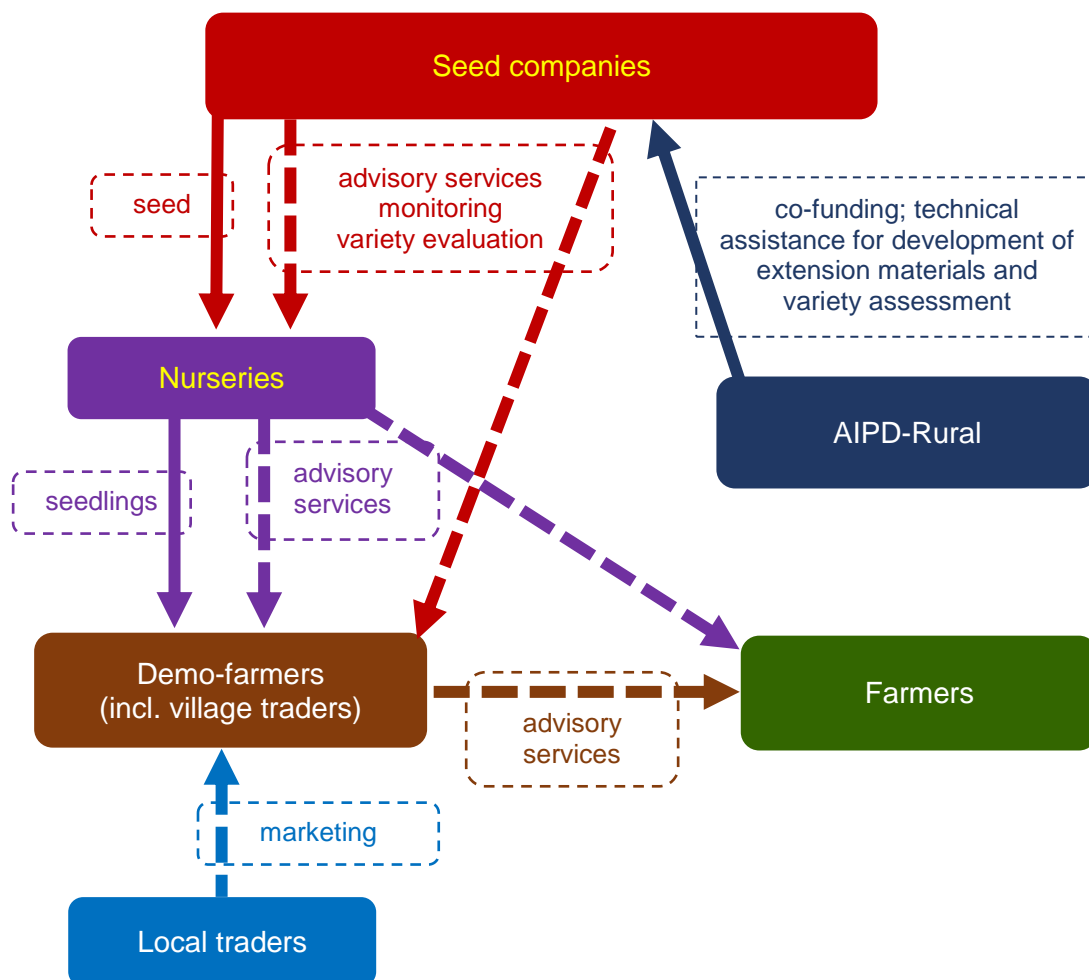 Seed companies
seed
advisory services
monitoring
variety evaluation
co-funding; technical
assistance for development of
extension materials and
variety assessment
Nurseries
AIPD-Rural
seedlings
advisory
services
Demo-farmers
(incl. village traders)
Farmers
advisory
services
marketing
Local traders